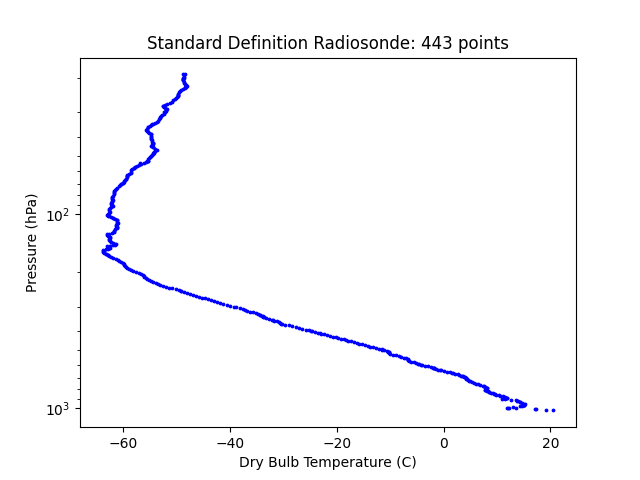 Standard Definition Radiosonde: 443 points
Pressure (hPa)
10²
10³
−60 −40 −20 0 20
Dry Bulb Temperature (C)